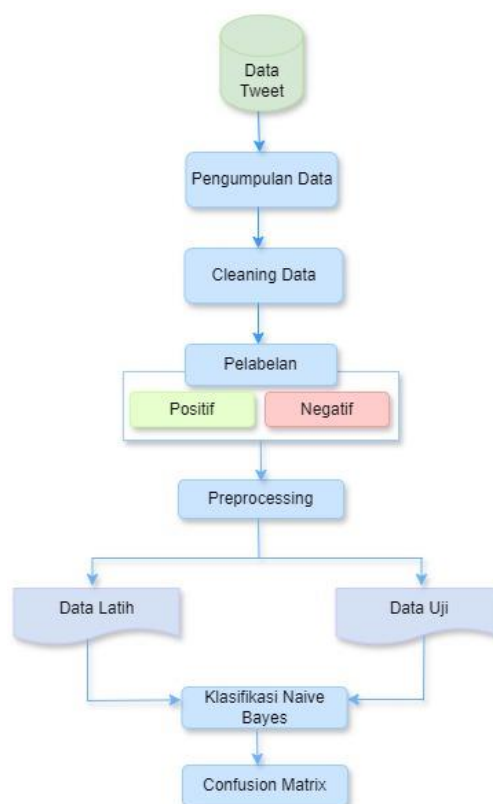 Data
Tweet
Pengumpulan Data
Cleaning Data
Pelabelan
Positif
Negatif
Preprocessing
Data Latih
Data Uji
Klasifikasi Naive
Bayes
Confusion Matrix